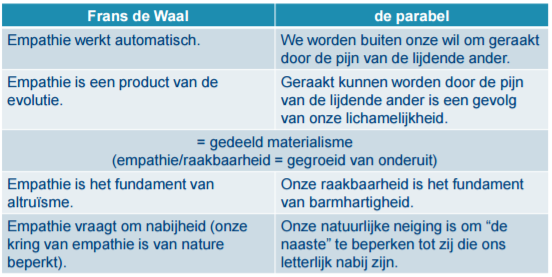 Frans de Waal
de parabel
Empathie werkt automatisch.
We worden buiten onze wil om geraakt
door de pijn van de lijdende ander.
Empathie is een product van de
evolutie.
Geraakt kunnen worden door de pijn
van de lijdende ander is een gevolg
van onze lichamelijkheid.
= gedeeld materialisme
(empathie/raakbaarheid = gegroeid van onderuit)
Empathie is het fundament van
altruïsme.
Onze raakbaarheid is het fundament
van barmhartigheid.
Empathie vraagt om nabijheid (onze
kring van empathie is van nature
beperkt).
Onze natuurlijke neiging is om “de
naaste” te beperken tot zij die ons
letterlijk nabij zijn.